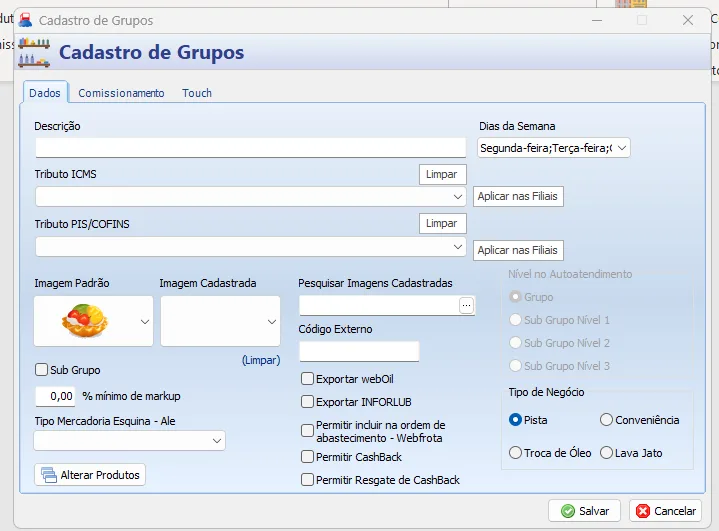 Cadastro de Grupos
Cadastro de Grupos
Dados
Comissionamento
Touch
Descrição
Dias da Semana
Segunda-feira;Terça-feira;
Tributo ICMS
Limpar
Aplicar nas Filiais
Tributo PIS/COFINS
Limpar
Aplicar nas Filiais
Imagem Padrão
Imagem Cadastrada
Pesquisar Imagens Cadastradas
...
Nível no Autoatendimento
Grupo
Sub Grupo Nível 1
Sub Grupo Nível 2
Sub Grupo Nível 3
Código Externo
(Limpar)
Sub Grupo
0,00 % mínimo de markup
Tipo Mercadoria Esquina - Ale
Exportar webOil
Exportar INFORLUB
Permitir incluir na ordem de
abastecimento - Webfrota
Permitir CashBack
Permitir Resgate de CashBack
Tipo de Negócio
Pista
Conveniência
Troca de Óleo
Lava Jato
Alterar Produtos
Salvar
Cancelar